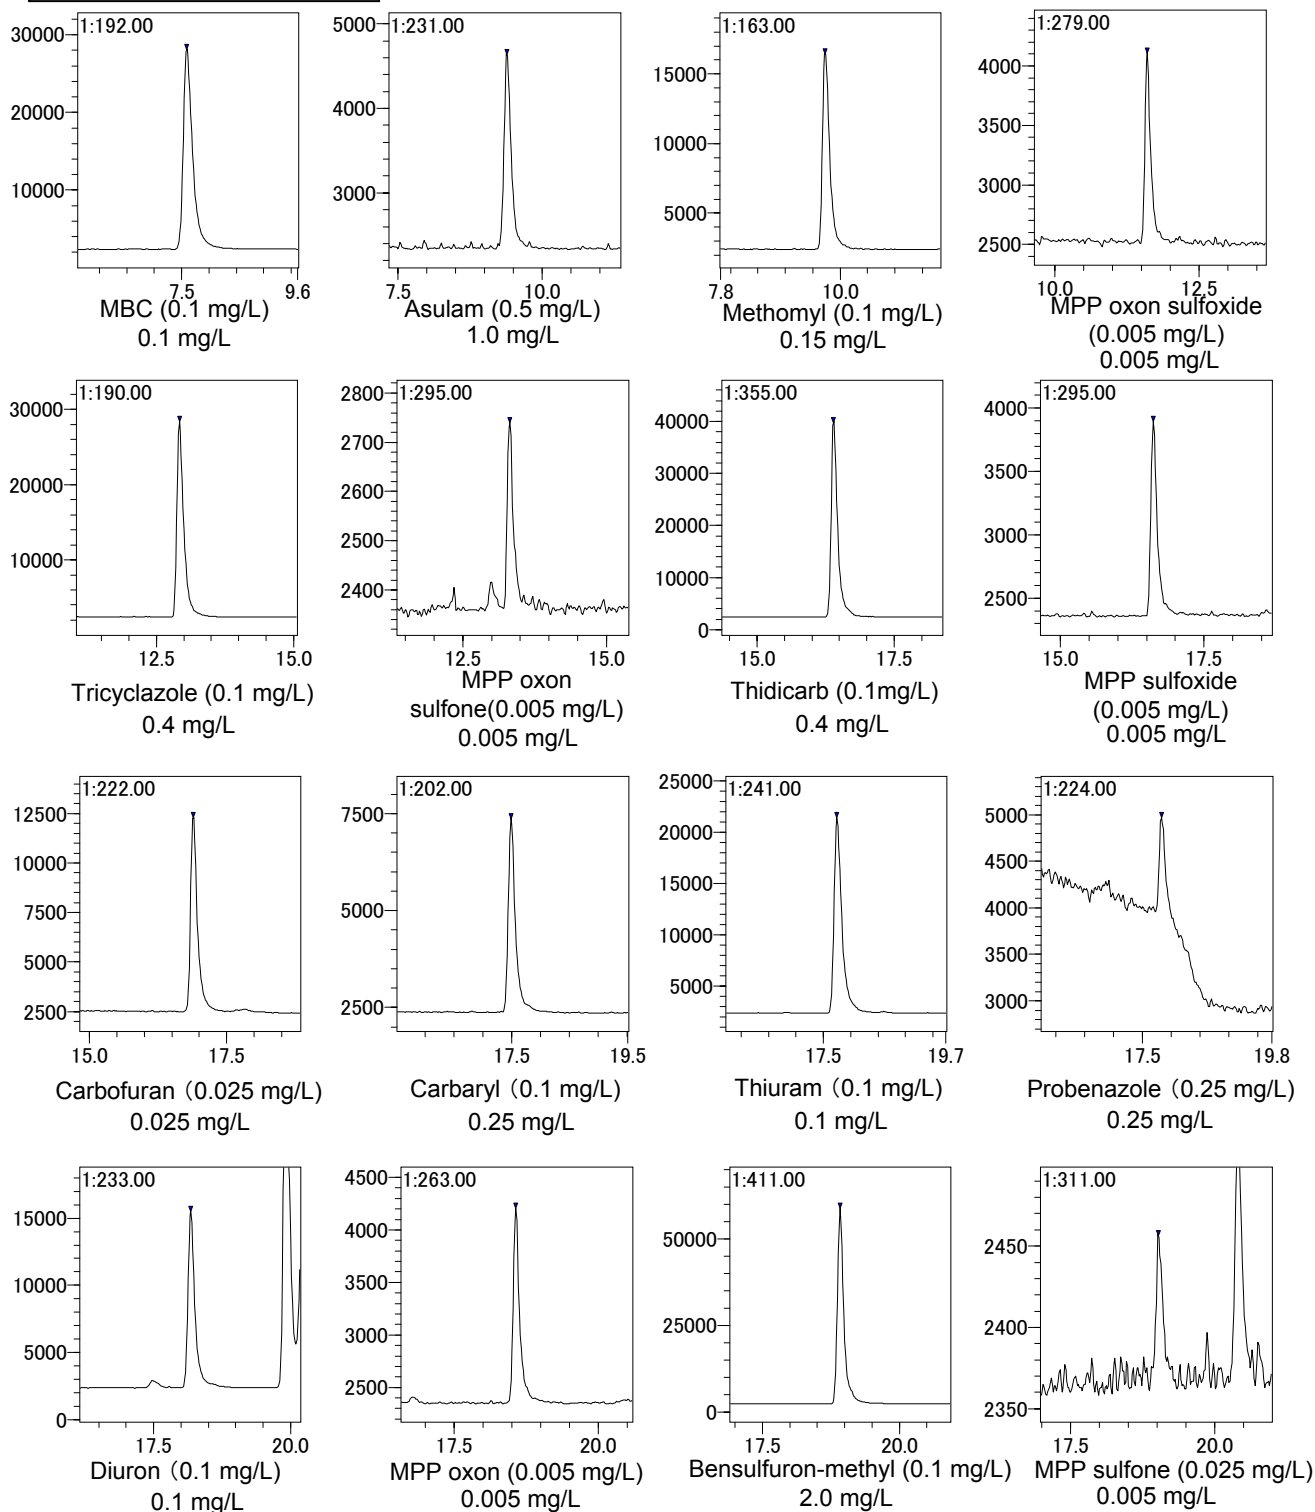 1:192.00
30000
20000
10000
7.5 9.6
MBC (0.1 mg/L)
0.1 mg/L
1:231.00
5000
4000
3000
7.5 10.0
Asulam (0.5 mg/L)
1.0 mg/L
1:163.00
15000
10000
5000
7.8 10.0
Methomyl (0.1 mg/L)
0.15 mg/L
1:279.00
4000
3500
3000
2500
10.0 12.5
MPP oxon sulfoxide
(0.005 mg/L)
0.005 mg/L
1:190.00
30000
20000
10000
12.5 15.0
Tricyclazole (0.1 mg/L)
0.4 mg/L
1:295.00
2800
2700
2600
2500
2400
12.5 15.0
MPP oxon
sulfone(0.005 mg/L)
0.005 mg/L
1:355.00
40000
30000
20000
10000
0
15.0 17.5
Thidicarb (0.1mg/L)
0.4 mg/L
1:295.00
4000
3500
3000
2500
15.0 17.5
MPP sulfoxide
(0.005 mg/L)
0.005 mg/L
1:222.00
12500
10000
7500
5000
2500
15.0 17.5
Carbofuran (0.025 mg/L)
0.025 mg/L
1:202.00
7500
5000
2500
17.5 19.5
Carbaryl (0.1 mg/L)
0.25 mg/L
1:241.00
25000
20000
15000
10000
5000
17.5 19.7
Thiuram (0.1 mg/L)
0.1 mg/L
1:224.00
5000
4500
4000
3500
3000
17.5 19.8
Probenazole (0.25 mg/L)
0.25 mg/L
1:233.00
15000
10000
5000
0
17.5 20.0
Diuron (0.1 mg/L)
0.1 mg/L
1:263.00
4500
4000
3500
3000
2500
17.5 20.0
MPP oxon (0.005 mg/L)
0.005 mg/L
1:411.00
50000
25000
0
17.5 20.0
Bensulfuron-methyl (0.1 mg/L)
2.0 mg/L
1:311.00
2450
2400
2350
17.5 20.0
MPP sulfone (0.025 mg/L)
0.005 mg/L